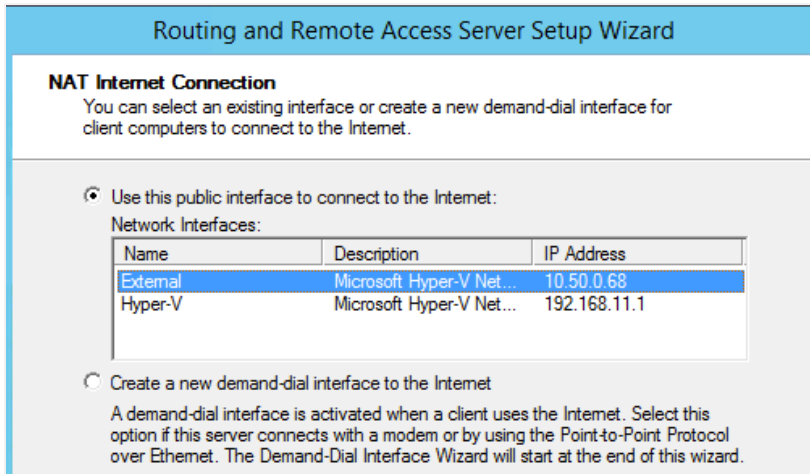 Routing and Remote Access Server Setup Wizard
NAT Internet Connection
You can select an existing interface or create a new demand-dial interface for
client computers to connect to the Internet.
Use this public interface to connect to the Internet:
Network Interfaces:
Name Description IP Address
External Microsoft Hyper-V Net... 10.50.0.68
Hyper-V Microsoft Hyper-V Net... 192.168.11.1
Create a new demand-dial interface to the Internet
A demand-dial interface is activated when a client uses the Internet. Select this
option if this server connects with a modem or by using the Point-to-Point Protocol
over Ethernet. The Demand-Dial Interface Wizard will start at the end of this wizard.